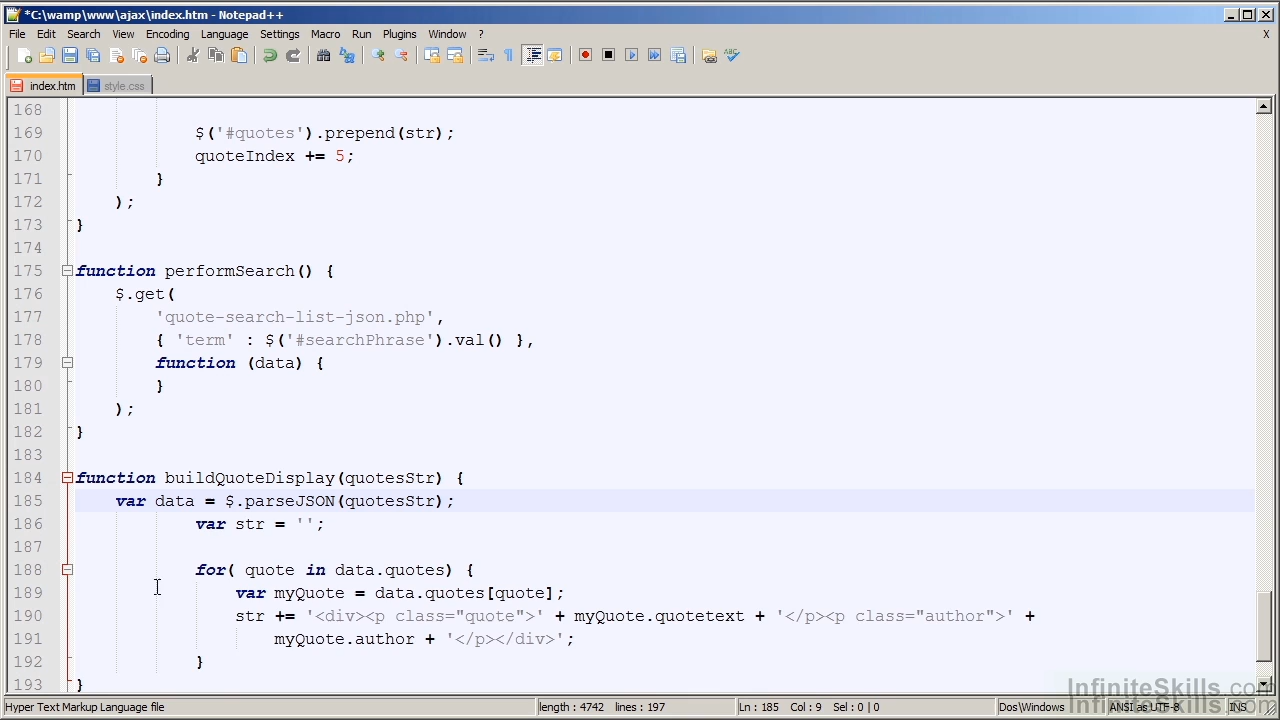 *C:\wamp\www\ajax\index.htm - Notepad++
File Edit Search View Encoding Language Settings Macro Run Plugins Window ? X
index.htm style.css
168
169 $('#quotes').prepend(str);
170 quoteIndex += 5;
171 }
172 );
173 }
174
175 function performSearch() {
176 $.get(
177 'quote-search-list-json.php',
178 { 'term' : $('#searchPhrase').val() },
179 function (data) {
180 }
181 );
182 }
183
184 function buildQuoteDisplay(quotesStr) {
185 var data = $.parseJSON(quotesStr);
186 var str = '';
187
188 for( quote in data.quotes) {
189 var myQuote = data.quotes[quote];
190 str += '<div><p class="quote">' + myQuote.quotetext + '</p><p class="author">' +
191 myQuote.author + '</p></div>';
192 }
193 }
InfiniteSkills.com
Hyper Text Markup Language file length : 4742 lines : 197 Ln : 185 Col : 9 Sel : 0 | 0 Dos\Windows ANSI as UTF-8 INS